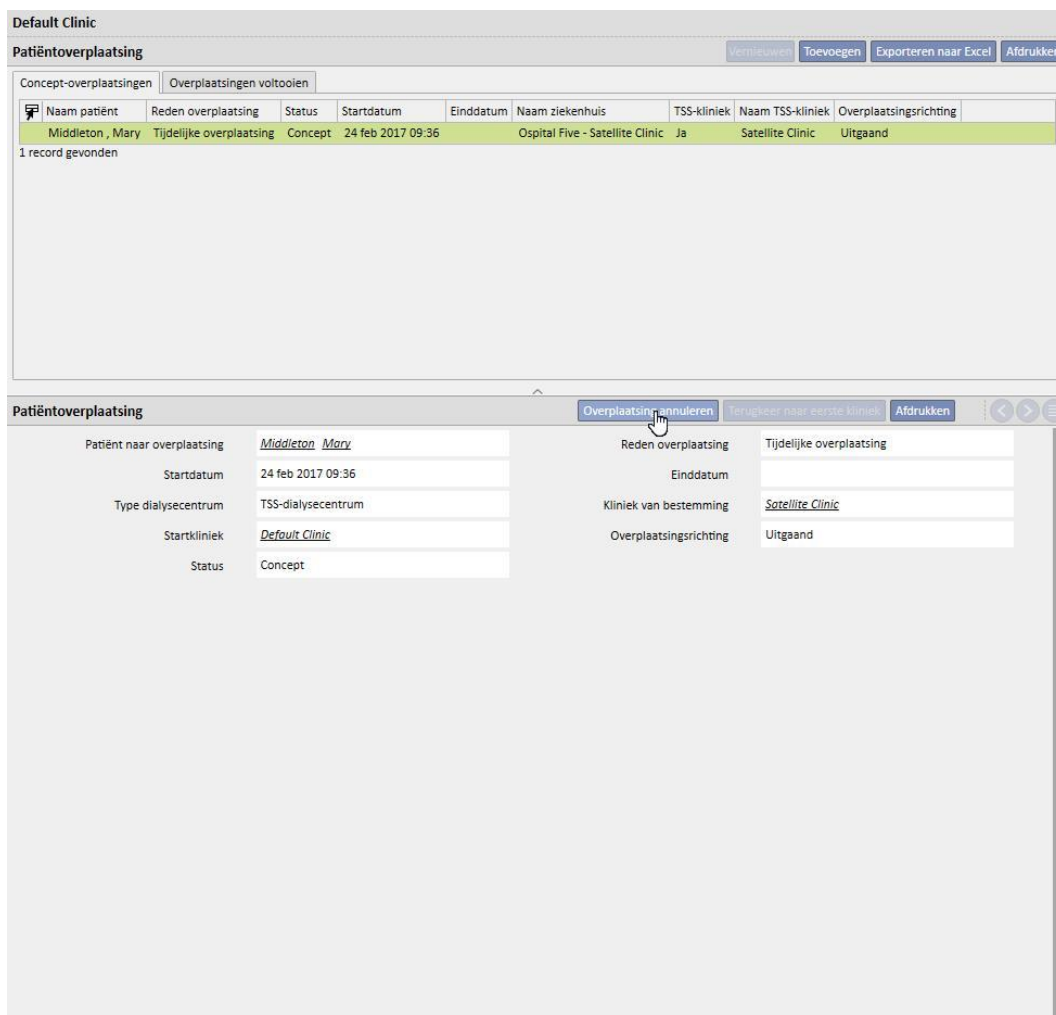 Default Clinic
Patiëntoverplaatsing Vernieuwen Toevoegen Exporteren naar Excel Afdrukken
Concept-overplaatsingen Overplaatsingen voltooien
Naam patiënt Reden overplaatsing Status Startdatum Einddatum Naam ziekenhuis TSS-kliniek Naam TSS-kliniek Overplaatsingsrichting
Middleton , Mary Tijdelijke overplaatsing Concept 24 feb 2017 09:36 Ospital Five - Satellite Clinic Ja Satellite Clinic Uitgaand
1 record gevonden
Patiëntoverplaatsing Overplaatsing annuleren Terugkeer naar eerste kliniek Afdrukken
Patiënt naar overplaatsing Middleton Mary Reden overplaatsing Tijdelijke overplaatsing
Startdatum 24 feb 2017 09:36 Einddatum
Type dialysecentrum TSS-dialysecentrum Kliniek van bestemming Satellite Clinic
Startkliniek Default Clinic Overplaatsingsrichting Uitgaand
Status Concept